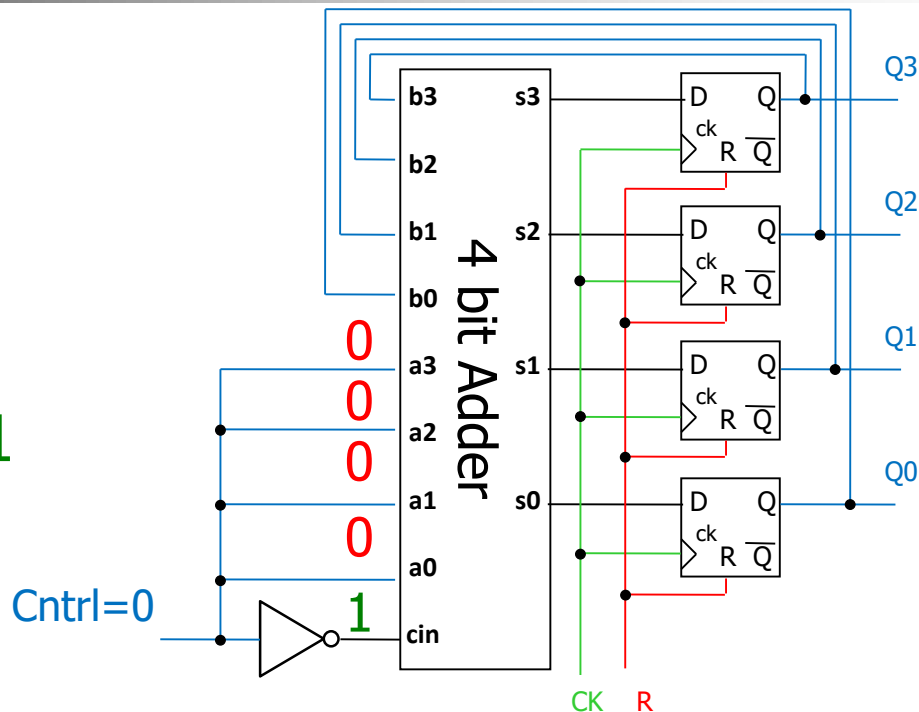 b3
b2
b1
b0
0
a3
0
a2
0
a1
0
a0
1
cin
1
Cntrl=0
4 bit Adder
s3
s2
s1
s0
D Q
ck
R Q̅
D Q
ck
R Q̅
D Q
ck
R Q̅
D Q
ck
R Q̅
Q3
Q2
Q1
Q0
CK R